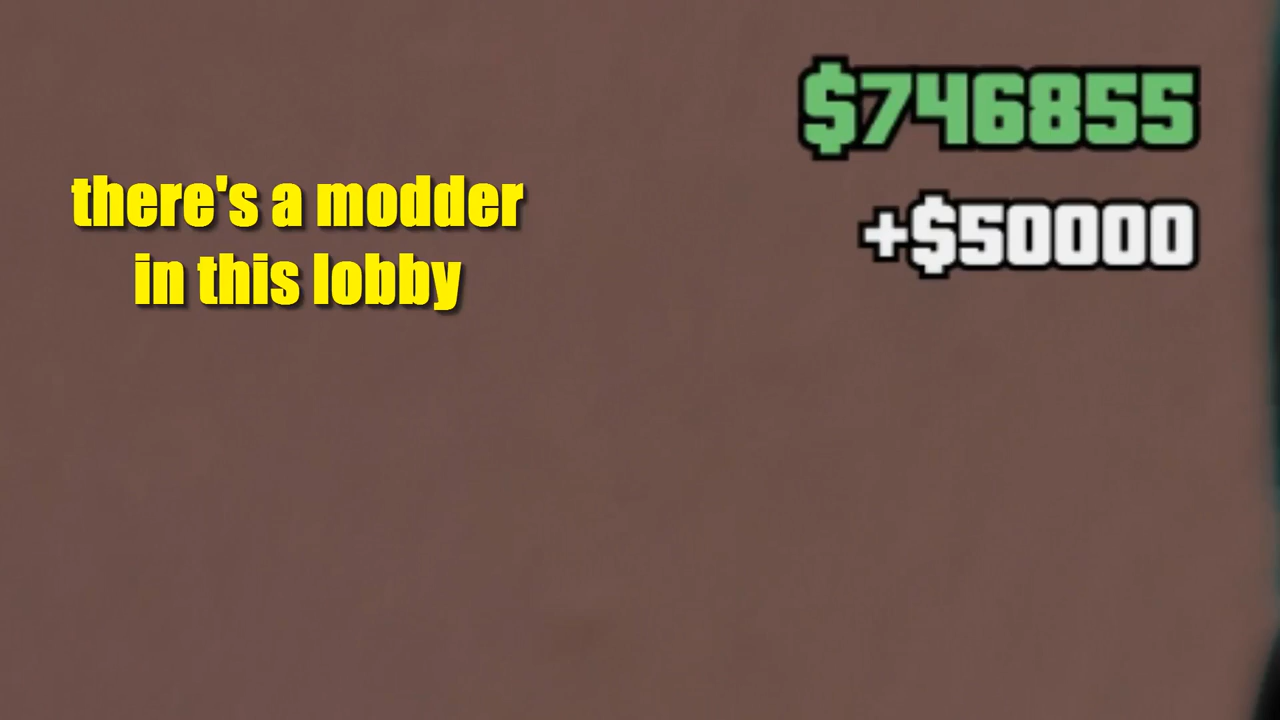 $746855
+$50000
there's a modder
in this lobby